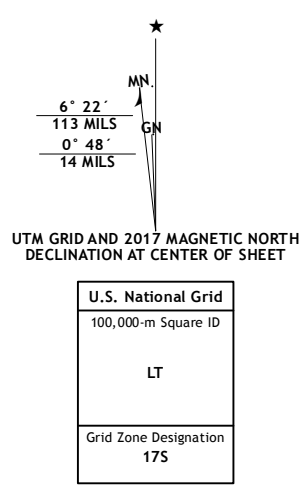 ★
MN
6° 22´
113 MILS
GN
0° 48´
14 MILS
UTM GRID AND 2017 MAGNETIC NORTH
DECLINATION AT CENTER OF SHEET
U.S. National Grid
100,000-m Square ID
LT
Grid Zone Designation
17S